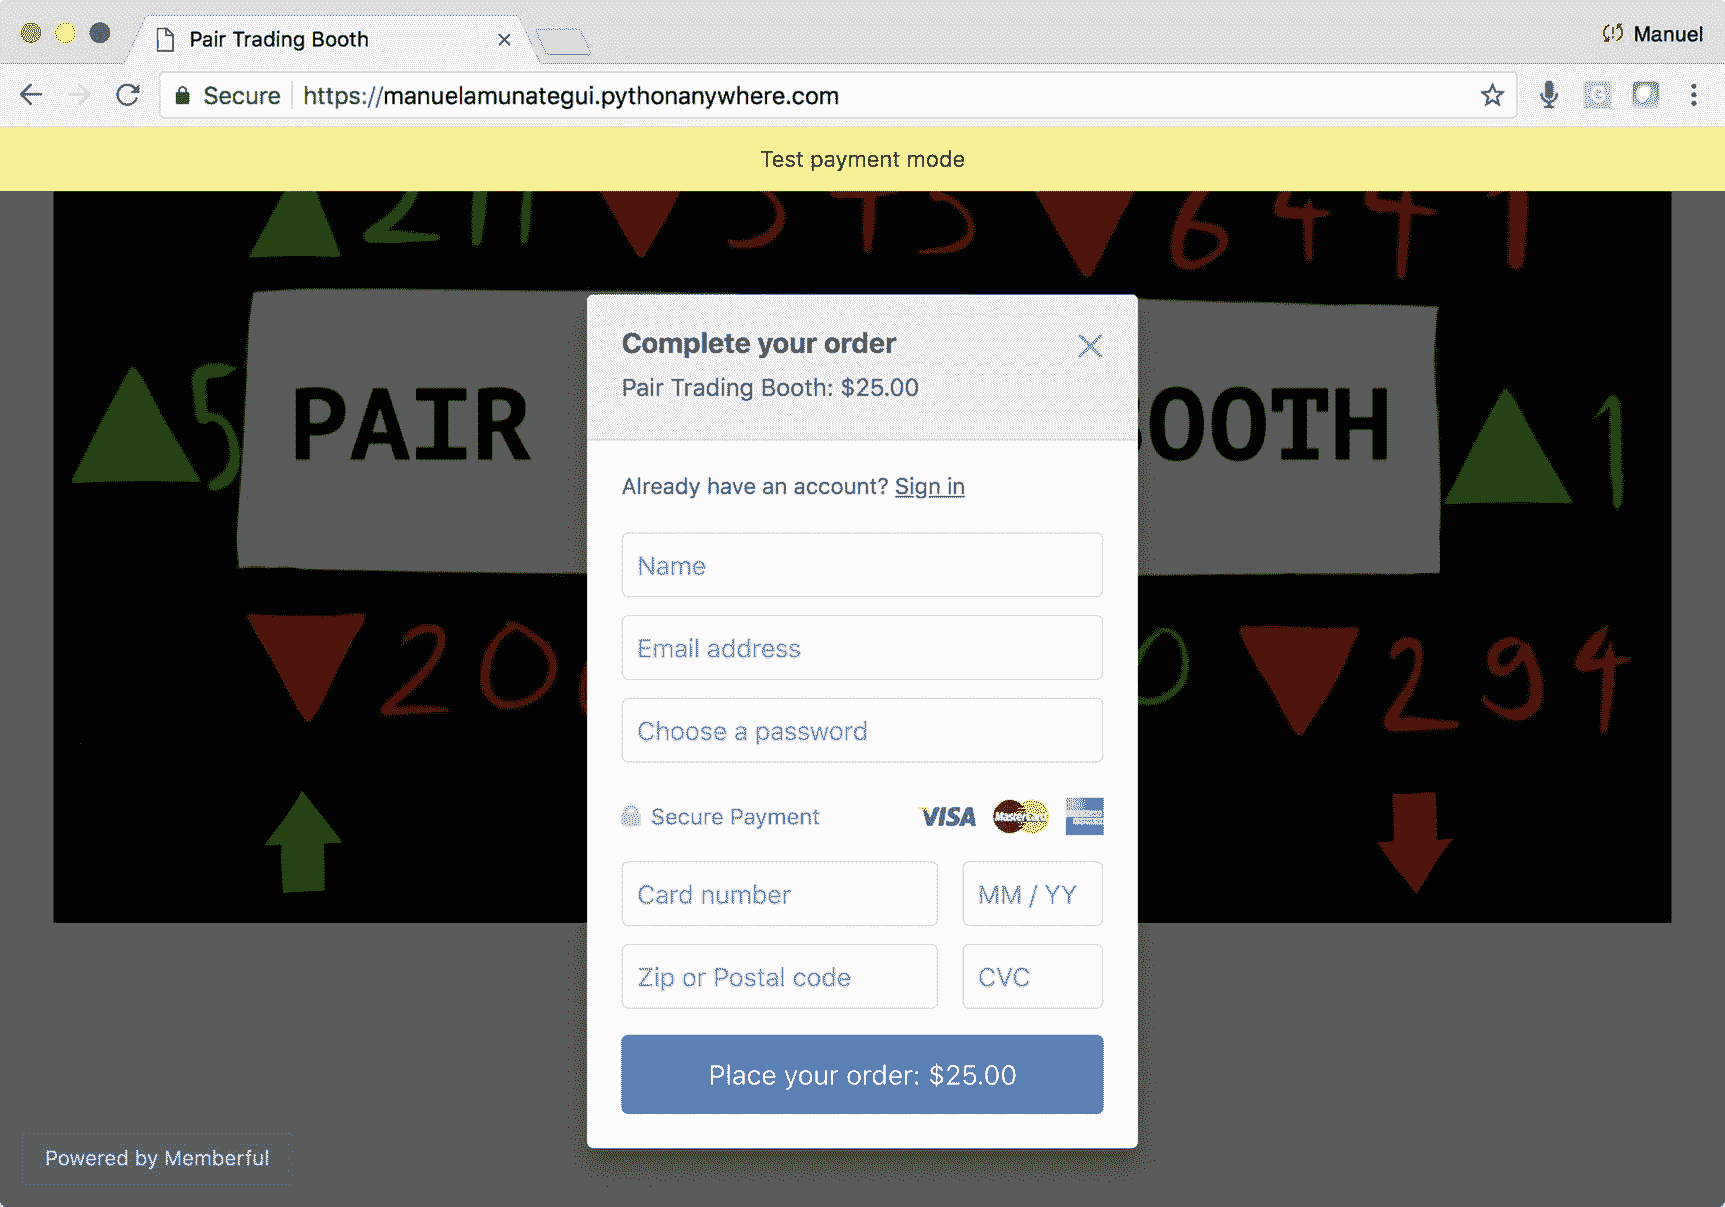 Pair Trading Booth
Manuel
Secure https://manuelamunategui.pythonanywhere.com
Test payment mode
211 545 6441
Complete your order
Pair Trading Booth: $25.00
5 PAIR BOOTH 1
Already have an account? Sign in
Name
Email address
20 0 294
Choose a password
Secure Payment VISA MasterCard
Card number MM / YY
Zip or Postal code CVC
Place your order: $25.00
Powered by Memberful